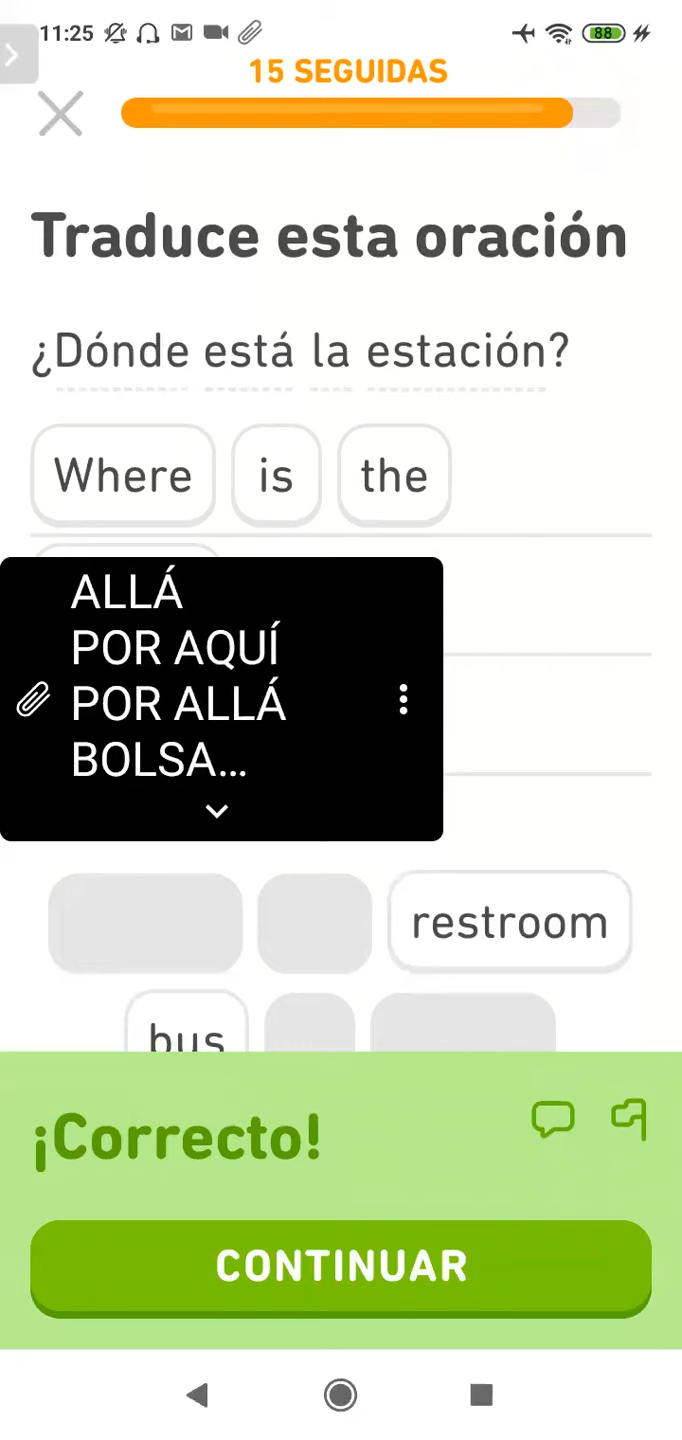 11:25 88
15 SEGUIDAS
Traduce esta oración
¿Dónde está la estación?
Where is the
ALLÁ
POR AQUÍ
POR ALLÁ
BOLSA...
restroom
bus
¡Correcto!
CONTINUAR